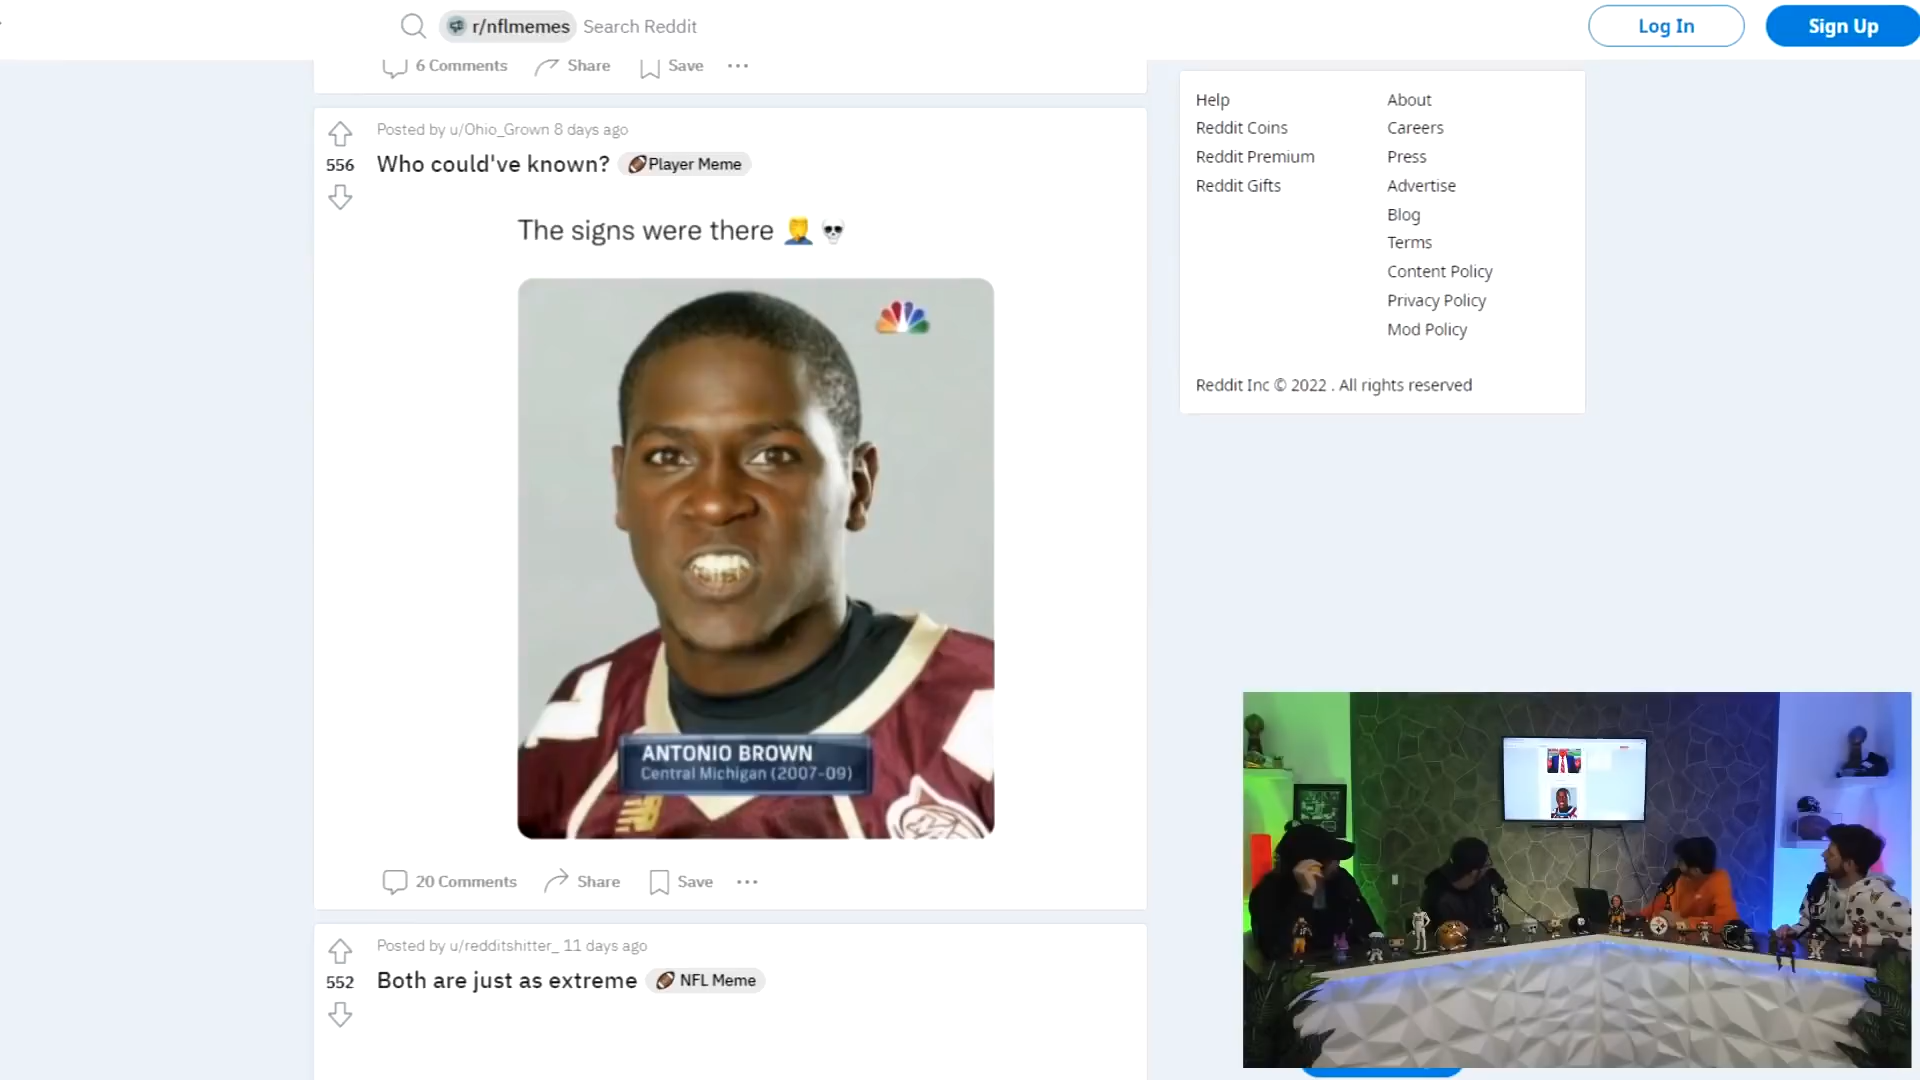 r/nflmemes Search Reddit
Log In
Sign Up
6 Comments
Share
Save
Help
Reddit Coins
Reddit Premium
Reddit Gifts
About
Careers
Press
Advertise
Blog
Terms
Content Policy
Privacy Policy
Mod Policy
Reddit Inc © 2022 . All rights reserved
Posted by u/Ohio_Grown 8 days ago
556
Who could've known? 🏈Player Meme
The signs were there 🤦💀
ANTONIO BROWN
Central Michigan (2007-09)
20 Comments
Share
Save
Posted by u/redditshitter_ 11 days ago
552
Both are just as extreme 🏈 NFL Meme